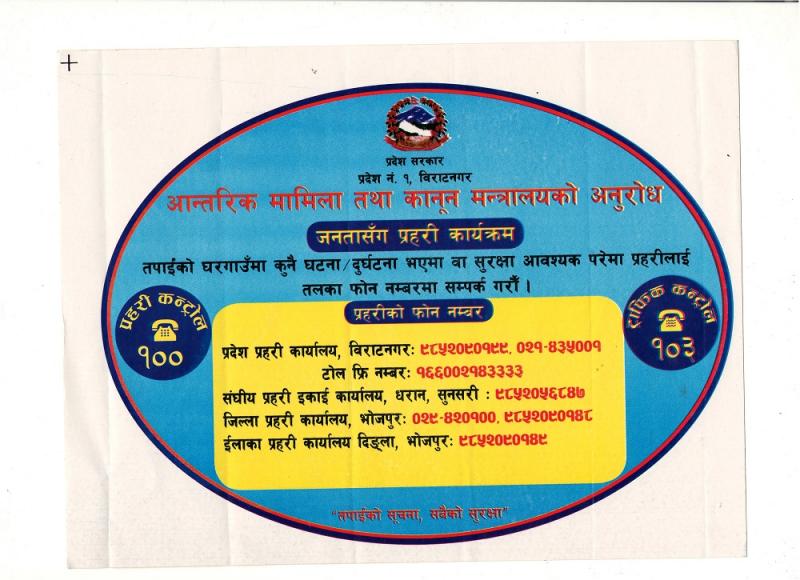 प्रदेश सरकार
प्रदेश नं. १, विराटनगर
आन्तरिक मामिला तथा कानून मन्त्रालयको अनुरोध
जनतासँग प्रहरी कार्यक्रम
तपाईंको घरगाउँमा कुनै घटना/दुर्घटना भएमा वा सुरक्षा आवश्यक परेमा प्रहरीलाई
तलका फोन नम्बरमा सम्पर्क गरौं ।
प्रहरी कन्ट्रोल
१००
ट्राफिक कन्ट्रोल
१०३
प्रहरीको फोन नम्बर
प्रदेश प्रहरी कार्यालय, विराटनगर: ९८५२०९०१९९, ०२१-४३५००१
टोल फ्रि नम्बर: १६६००२१४३३३३
संघीय प्रहरी इकाई कार्यालय, धरान, सुनसरी : ९८५२०५६८४७
जिल्ला प्रहरी कार्यालय, भोजपुर: ०२९-४२०१००, ९८५२०९०१४८
ईलाका प्रहरी कार्यालय दिङ्ला, भोजपुर: ९८५२०९०१४९
"तपाईको सूचना, सबैको सुरक्षा"